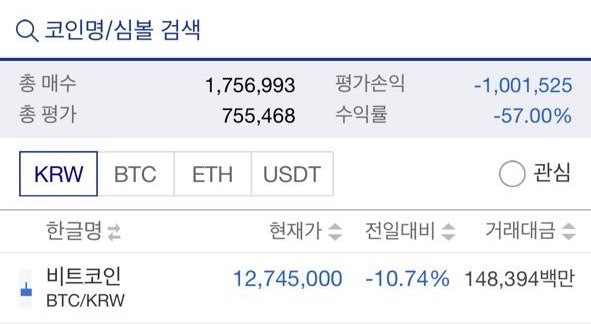 코인명/심볼 검색
총 매수 1,756,993 평가손익 -1,001,525
총 평가 755,468 수익률 -57.00%
KRW BTC ETH USDT 관심
한글명 현재가 전일대비 거래대금
비트코인 12,745,000 -10.74% 148,394백만
BTC/KRW